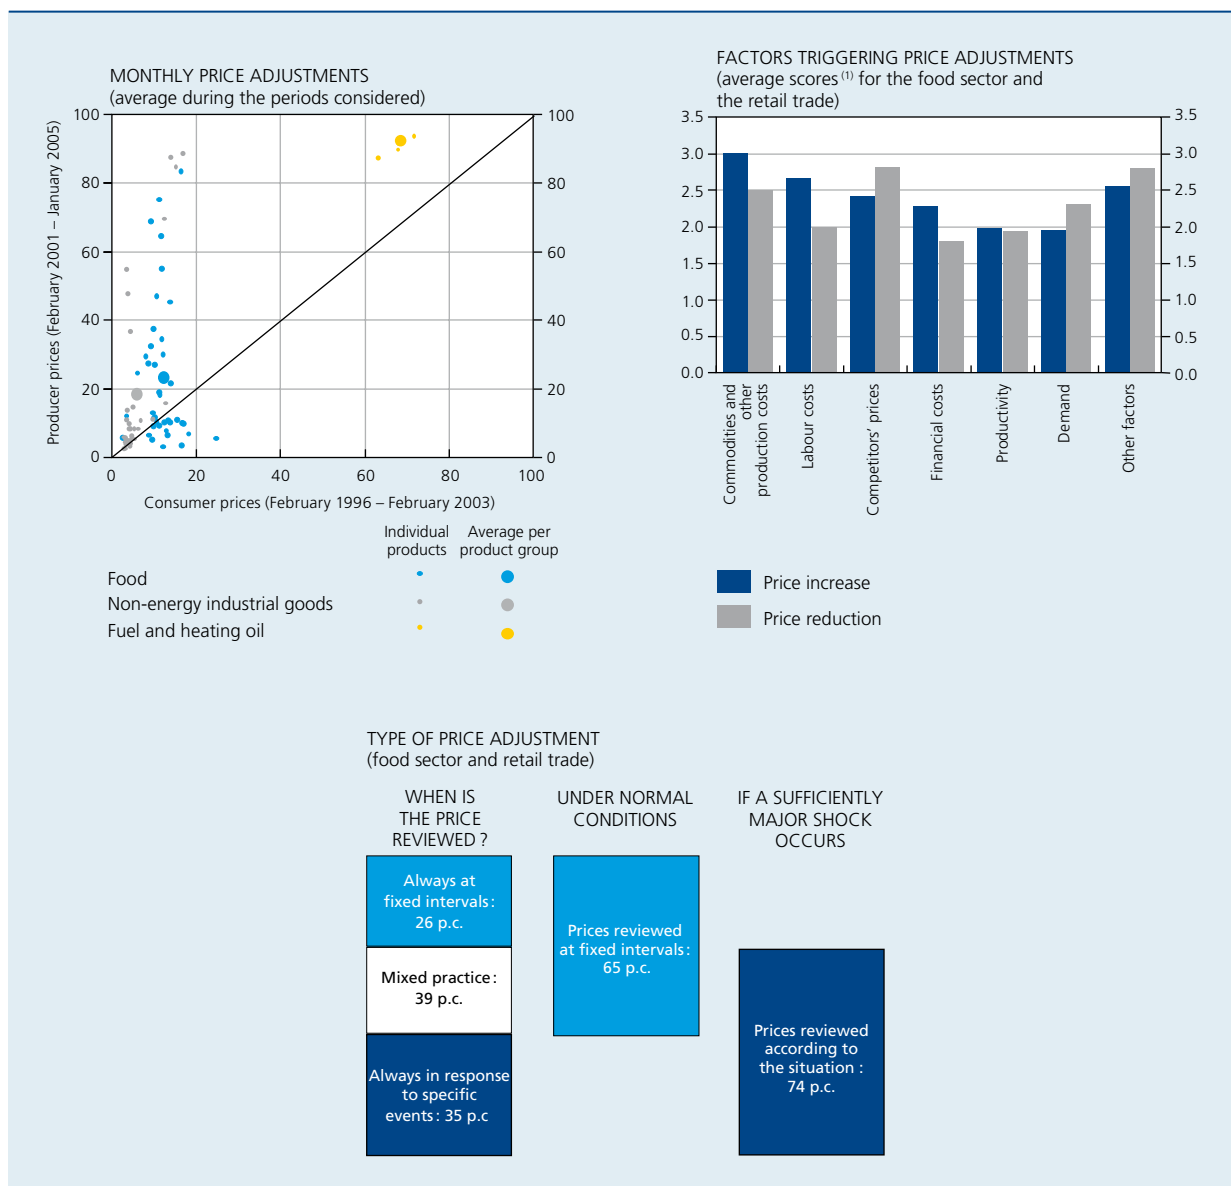 MONTHLY PRICE ADJUSTMENTS
(average during the periods considered)
Producer prices (February 2001 – January 2005)
100
80
60
40
20
0
100
80
60
40
20
0
0 20 40 60 80 100
Consumer prices (February 1996 – February 2003)
Individual products
Average per product group
Food
Non-energy industrial goods
Fuel and heating oil
FACTORS TRIGGERING PRICE ADJUSTMENTS
(average scores (1) for the food sector and
the retail trade)
3.5
3.0
2.5
2.0
1.5
1.0
0.5
0.0
3.5
3.0
2.5
2.0
1.5
1.0
0.5
0.0
Commodities and
other
production costs
Labour costs
Competitors' prices
Financial costs
Productivity
Demand
Other factors
Price increase
Price reduction
TYPE OF PRICE ADJUSTMENT
(food sector and retail trade)
WHEN IS
THE PRICE
REVIEWED ?
Always at
fixed intervals :
26 p.c.
Mixed practice :
39 p.c.
Always in response
to specific
events : 35 p.c
UNDER NORMAL
CONDITIONS
Prices reviewed
at fixed intervals :
65 p.c.
IF A SUFFICIENTLY
MAJOR SHOCK
OCCURS
Prices reviewed
according to
the situation :
74 p.c.